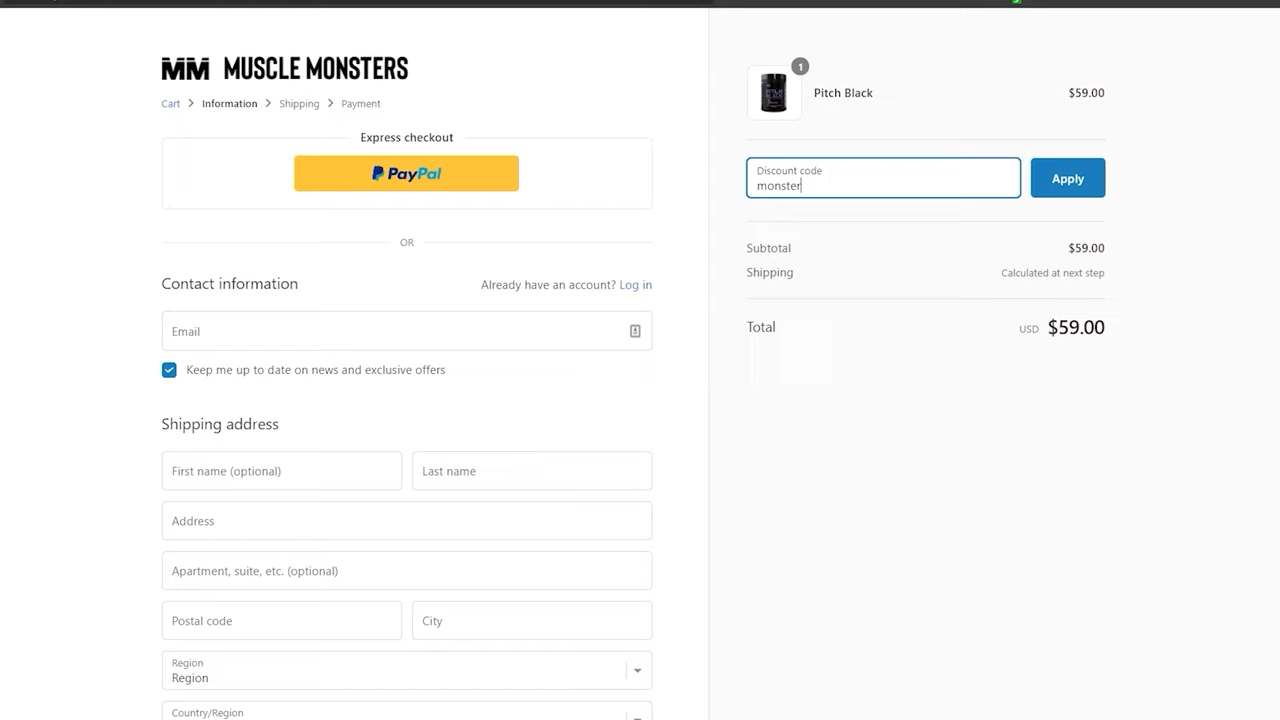 MM MUSCLE MONSTERS
Cart > Information > Shipping > Payment
Express checkout
PayPal
OR
Contact information
Already have an account? Log in
Email
Keep me up to date on news and exclusive offers
Shipping address
First name (optional)
Last name
Address
Apartment, suite, etc. (optional)
Postal code
City
Region
Region
Country/Region
1
PITCH BLACK
Pitch Black
$59.00
Discount code
monster
Apply
Subtotal
$59.00
Shipping
Calculated at next step
Total
USD $59.00